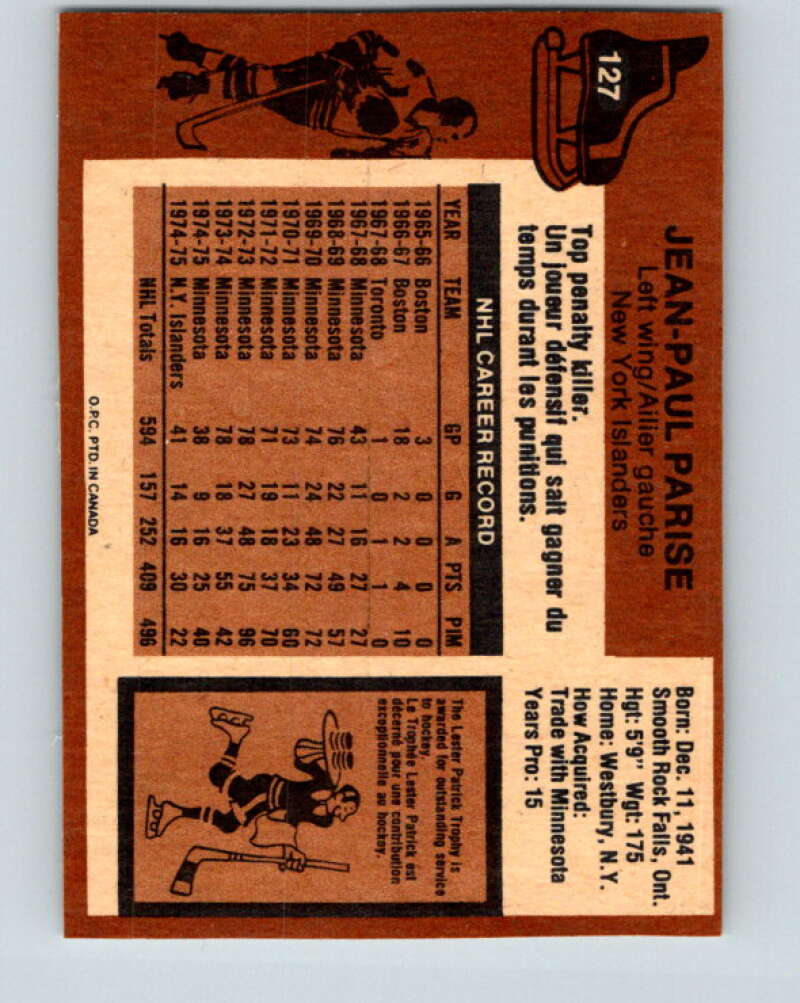 127
JEAN-PAUL PARISE
Left wing/Ailier gauche
New York Islanders
Top penalty killer.
Un joueur défensif qui sait gagner du
temps durant les punitions.
NHL CAREER RECORD
YEAR TEAM GP G A PTS PIM
1965-66 Boston 3 0 0 0 0
1966-67 Boston 18 2 2 4 10
1967-68 Toronto 1 0 1 1 0
1967-68 Minnesota 43 11 16 27 27
1968-69 Minnesota 76 22 27 49 57
1969-70 Minnesota 74 24 48 72 72
1970-71 Minnesota 73 11 23 34 60
1971-72 Minnesota 71 19 18 37 70
1972-73 Minnesota 78 27 48 75 96
1973-74 Minnesota 78 18 37 55 42
1974-75 Minnesota 38 9 16 25 40
1974-75 N.Y. Islanders 41 14 16 30 22
NHL Totals 594 157 252 409 496
O.P.C. PTD. IN CANADA
Born: Dec. 11, 1941
Smooth Rock Falls, Ont.
Hgt: 5'9" Wgt: 175
Home: Westbury, N.Y.
How Acquired:
Trade with Minnesota
Years Pro: 15
The Lester Patrick Trophy is
awarded for outstanding service
to hockey.
Le Trophée Lester Patrick est
décerné pour une contribution
exceptionnelle au hockey.